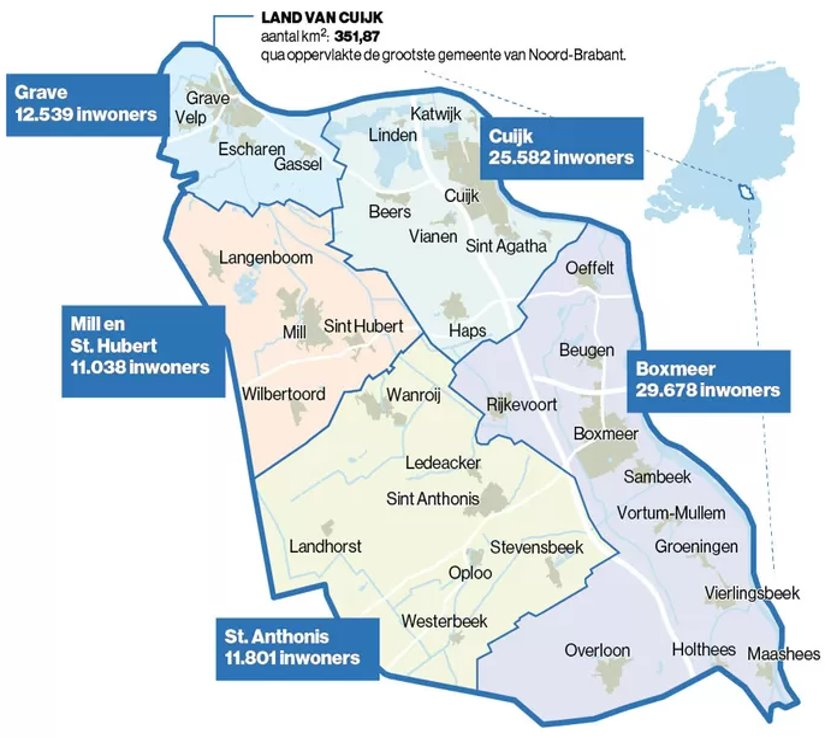 LAND VAN CUIJK
aantal km²: 351,87
qua oppervlakte de grootste gemeente van Noord-Brabant.
Grave
12.539 inwoners
Grave
Velp
Escharen
Gassel
Katwijk
Linden
Cuijk
25.582 inwoners
Cuijk
Beers
Vianen
Sint Agatha
Langenboom
Oeffelt
Mill en
St. Hubert
11.038 inwoners
Mill
Sint Hubert
Haps
Beugen
Boxmeer
29.678 inwoners
Wilbertoord
Wanroij
Rijkevoort
Boxmeer
Ledeacker
Sambeek
Sint Anthonis
Vortum-Mullem
Landhorst
Stevensbeek
Groeningen
Oploo
Vierlingsbeek
Westerbeek
St. Anthonis
11.801 inwoners
Overloon
Holthees
Maashees